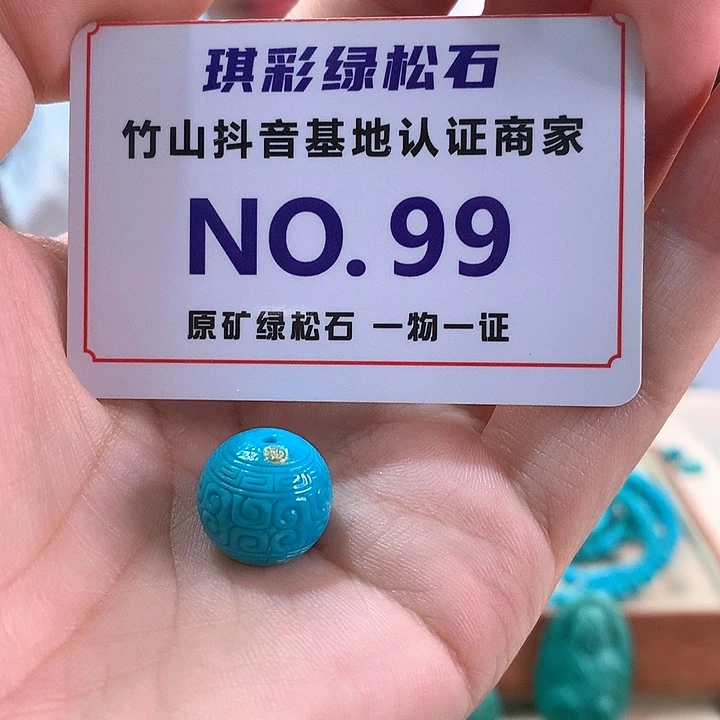 琪彩绿松石
竹山抖音基地认证商家
NO.99
原矿绿松石 一物一证